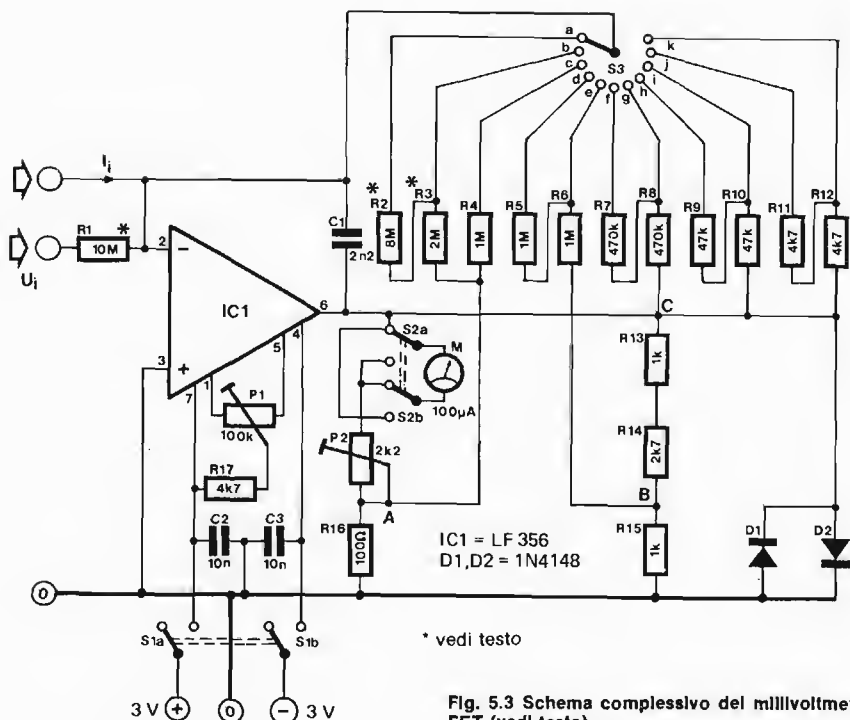 a
b
c
d
e
f
g
h
i
j
k
S3
I_i
U_i
R1
10M
*
2
−
3
+
IC1
6
4
5
1
7
P1
100k
R17
4k7
C1
2n2
C2
10n
C3
10n
*
R2
8M
*
R3
2M
R4
1M
R5
1M
R6
1M
R7
470k
R8
470k
R9
47k
R10
47k
R11
4k7
R12
4k7
S2a
S2b
M
100µA
P2
2k2
A
R16
100Ω
C
R13
1k
R14
2k7
B
R15
1k
D1
D2
IC1 = LF 356
D1,D2 = 1N4148
0
S1a
S1b
3 V
+
0
−
3 V
* vedi testo
Fig. 5.3 Schema complessivo del millivoltme
FET (vedi testo)